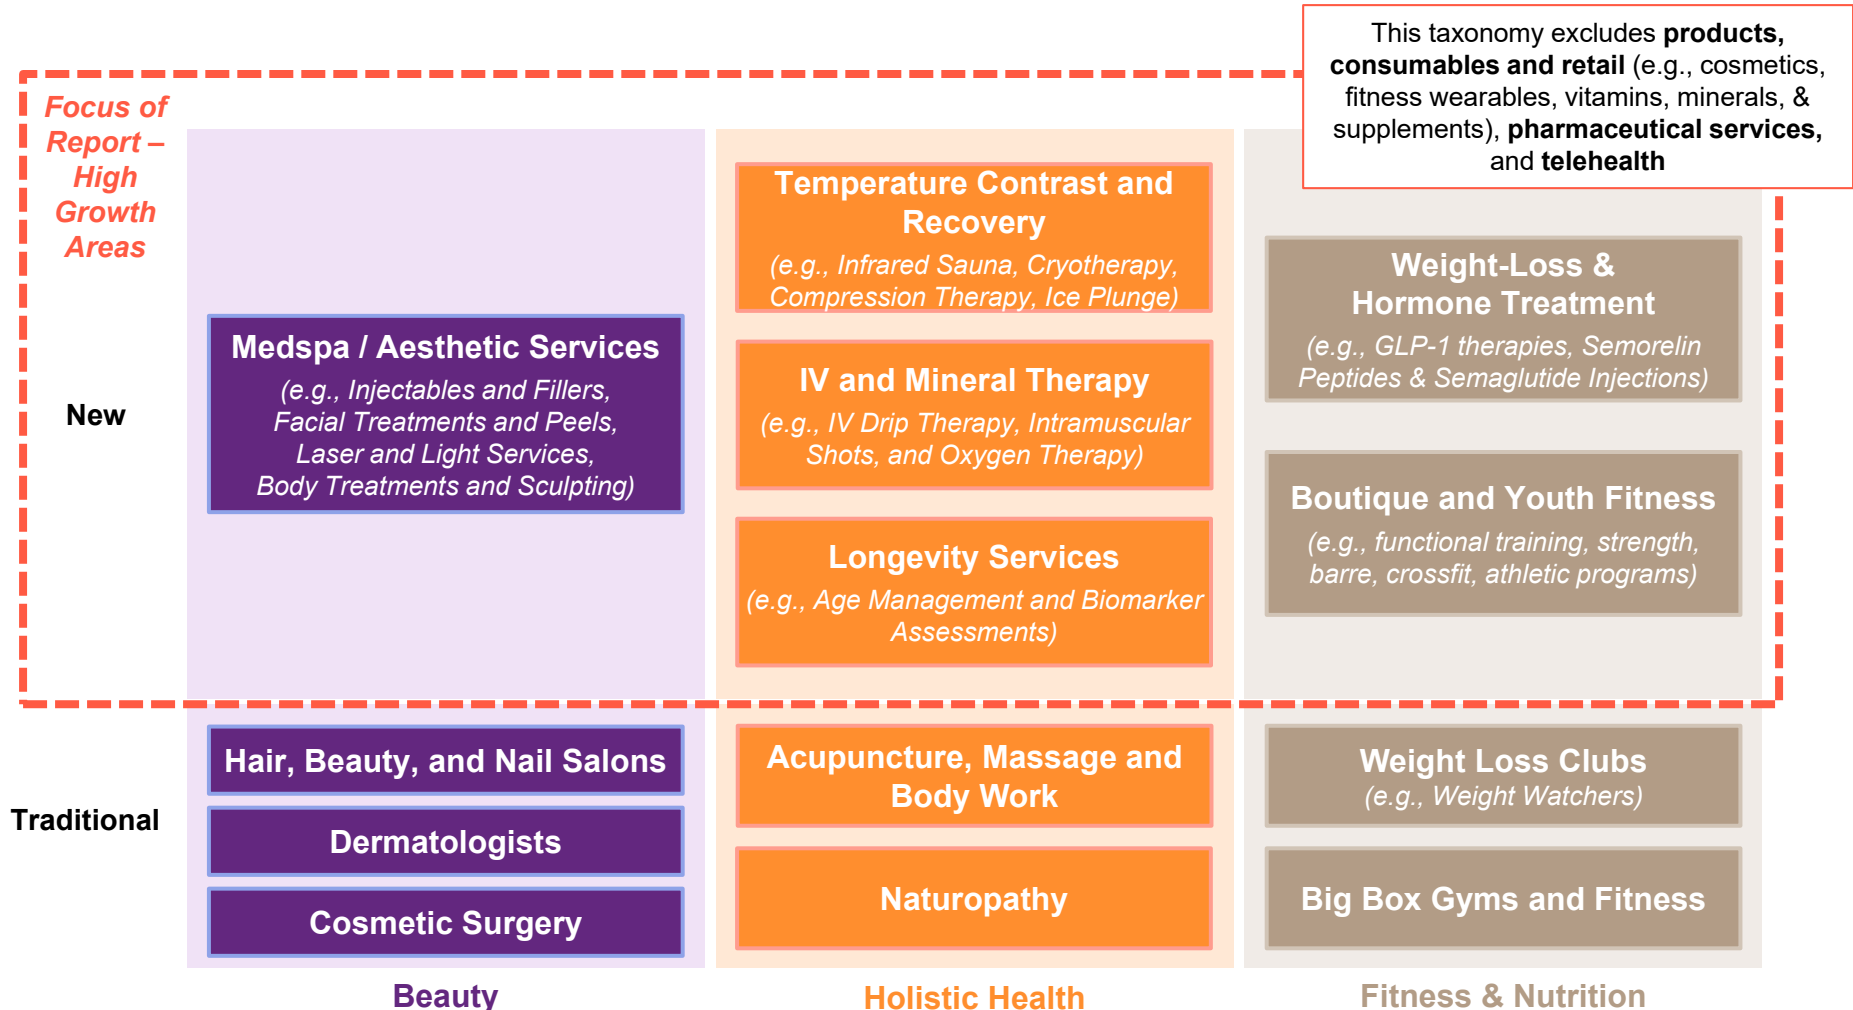 This taxonomy excludes products,
consumables and retail (e.g., cosmetics,
fitness wearables, vitamins, minerals, &
supplements), pharmaceutical services,
and telehealth
Focus of
Report –
High
Growth
Areas
New
Medspa / Aesthetic Services
(e.g., Injectables and Fillers,
Facial Treatments and Peels,
Laser and Light Services,
Body Treatments and Sculpting)
Temperature Contrast and
Recovery
(e.g., Infrared Sauna, Cryotherapy,
Compression Therapy, Ice Plunge)
IV and Mineral Therapy
(e.g., IV Drip Therapy, Intramuscular
Shots, and Oxygen Therapy)
Longevity Services
(e.g., Age Management and Biomarker
Assessments)
Weight-Loss &
Hormone Treatment
(e.g., GLP-1 therapies, Semorelin
Peptides & Semaglutide Injections)
Boutique and Youth Fitness
(e.g., functional training, strength,
barre, crossfit, athletic programs)
Traditional
Hair, Beauty, and Nail Salons
Dermatologists
Cosmetic Surgery
Acupuncture, Massage and
Body Work
Naturopathy
Weight Loss Clubs
(e.g., Weight Watchers)
Big Box Gyms and Fitness
Beauty
Holistic Health
Fitness & Nutrition